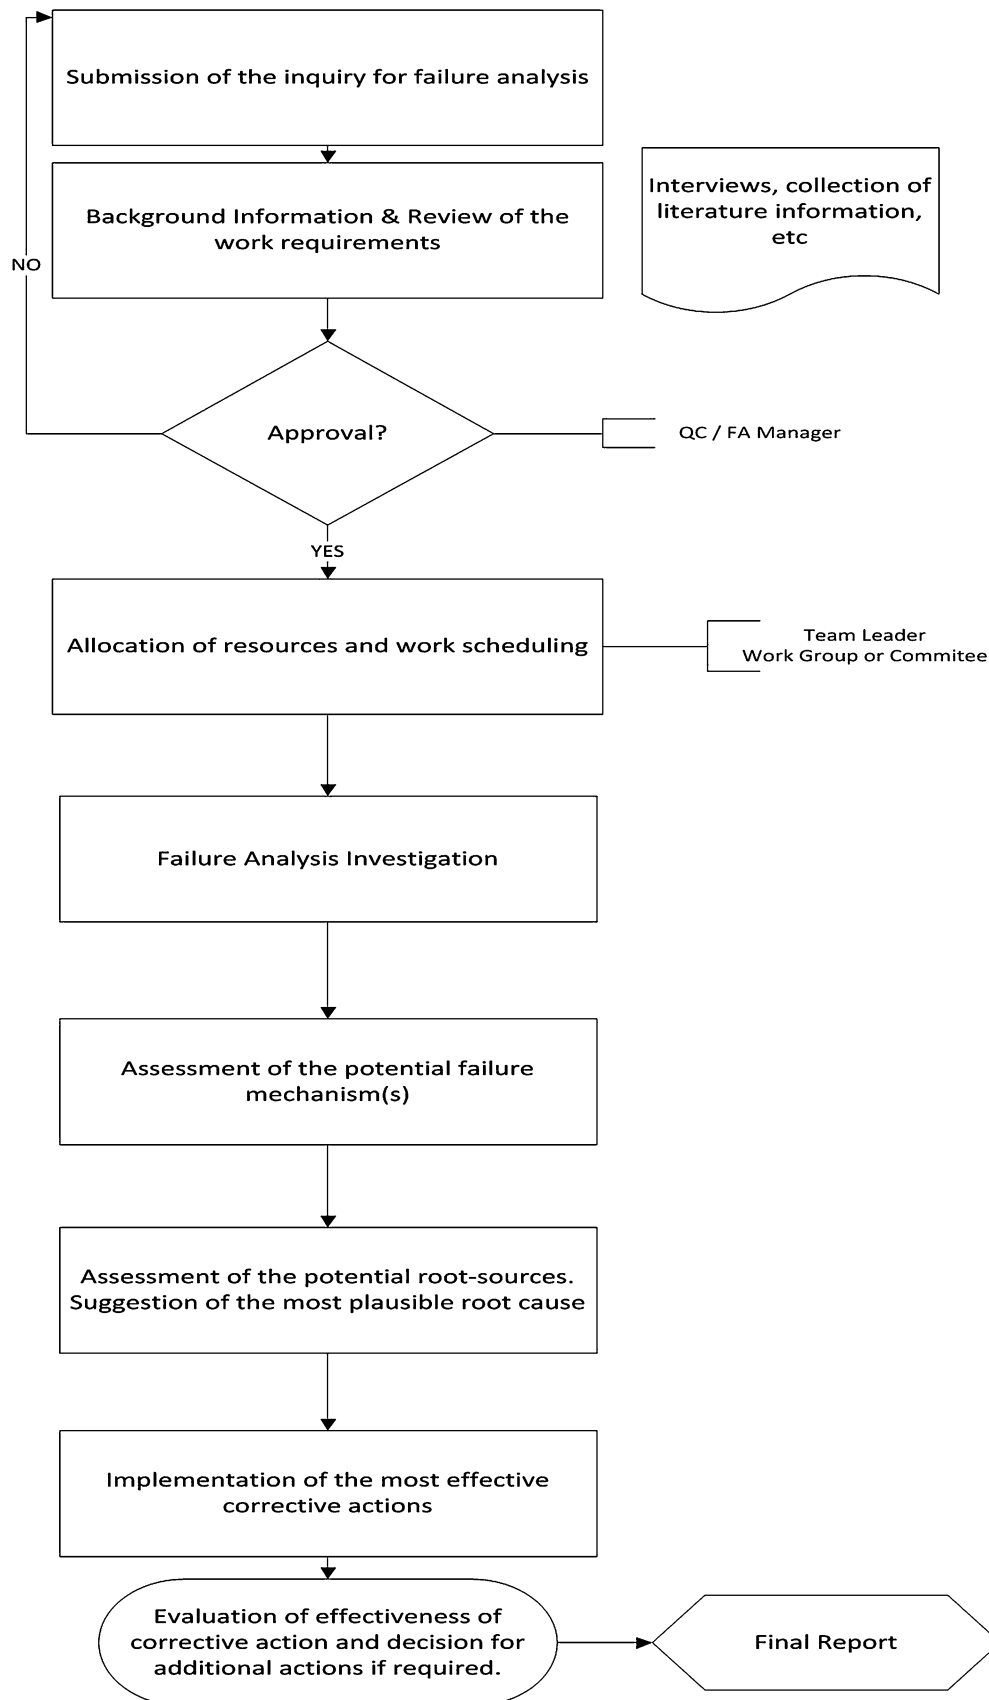 Submission of the inquiry for failure analysis
Background Information & Review of the
work requirements
Interviews, collection of
literature information,
etc
NO
Approval?
QC / FA Manager
YES
Allocation of resources and work scheduling
Team Leader
Work Group or Commitee
Failure Analysis Investigation
Assessment of the potential failure
mechanism(s)
Assessment of the potential root-sources.
Suggestion of the most plausible root cause
Implementation of the most effective
corrective actions
Evaluation of effectiveness of
corrective action and decision for
additional actions if required.
Final Report